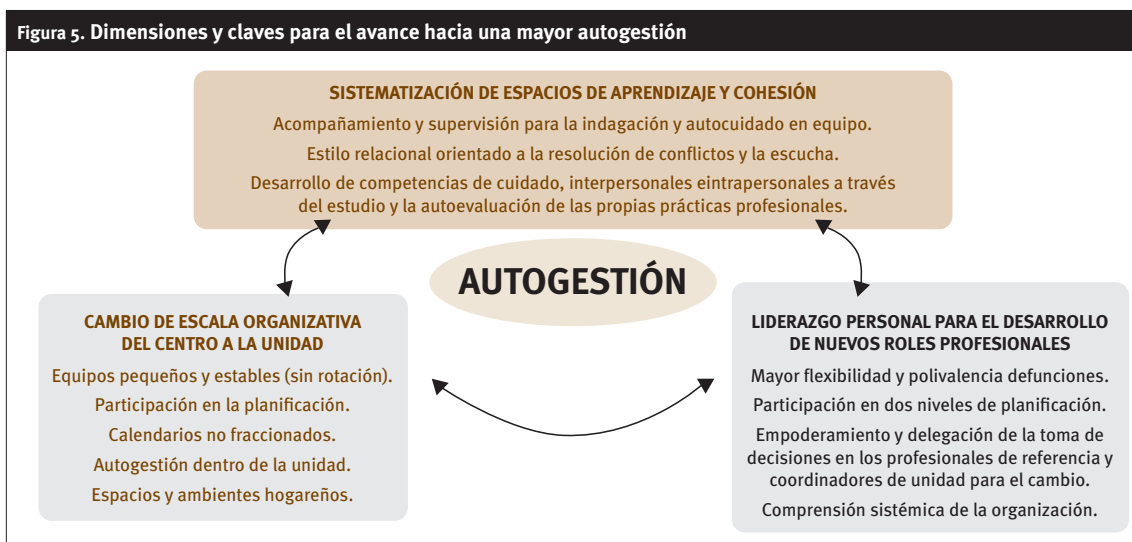 Figura 5. Dimensiones y claves para el avance hacia una mayor autogestión
SISTEMATIZACIÓN DE ESPACIOS DE APRENDIZAJE Y COHESIÓN
Acompañamiento y supervisión para la indagación y autocuidado en equipo.
Estilo relacional orientado a la resolución de conflictos y la escucha.
Desarrollo de competencias de cuidado, interpersonales eintrapersonales a través
del estudio y la autoevaluación de las propias prácticas profesionales.
AUTOGESTIÓN
CAMBIO DE ESCALA ORGANIZATIVA
DEL CENTRO A LA UNIDAD
Equipos pequeños y estables (sin rotación).
Participación en la planificación.
Calendarios no fraccionados.
Autogestión dentro de la unidad.
Espacios y ambientes hogareños.
LIDERAZGO PERSONAL PARA EL DESARROLLO
DE NUEVOS ROLES PROFESIONALES
Mayor flexibilidad y polivalencia defunciones.
Participación en dos niveles de planificación.
Empoderamiento y delegación de la toma de
decisiones en los profesionales de referencia y
coordinadores de unidad para el cambio.
Comprensión sistémica de la organización.